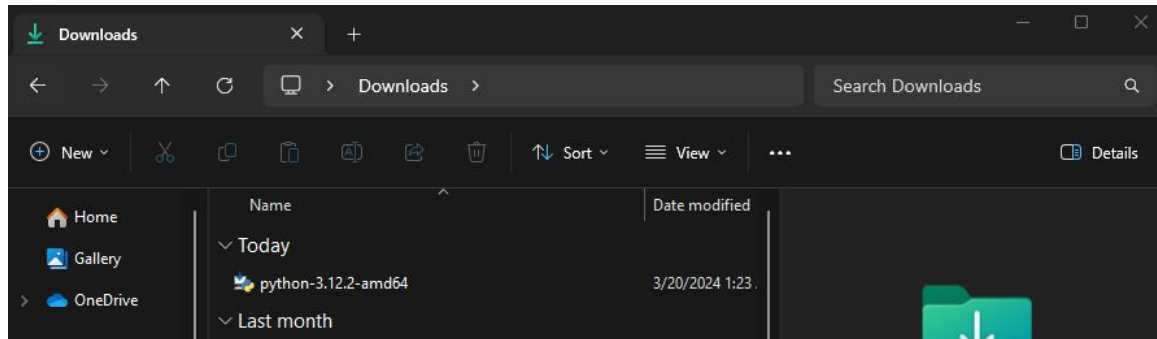 Downloads
Downloads
Search Downloads
New
Sort
View
Details
Home
Name
Date modified
Gallery
Today
python-3.12.2-amd64
3/20/2024 1:23
OneDrive
Last month